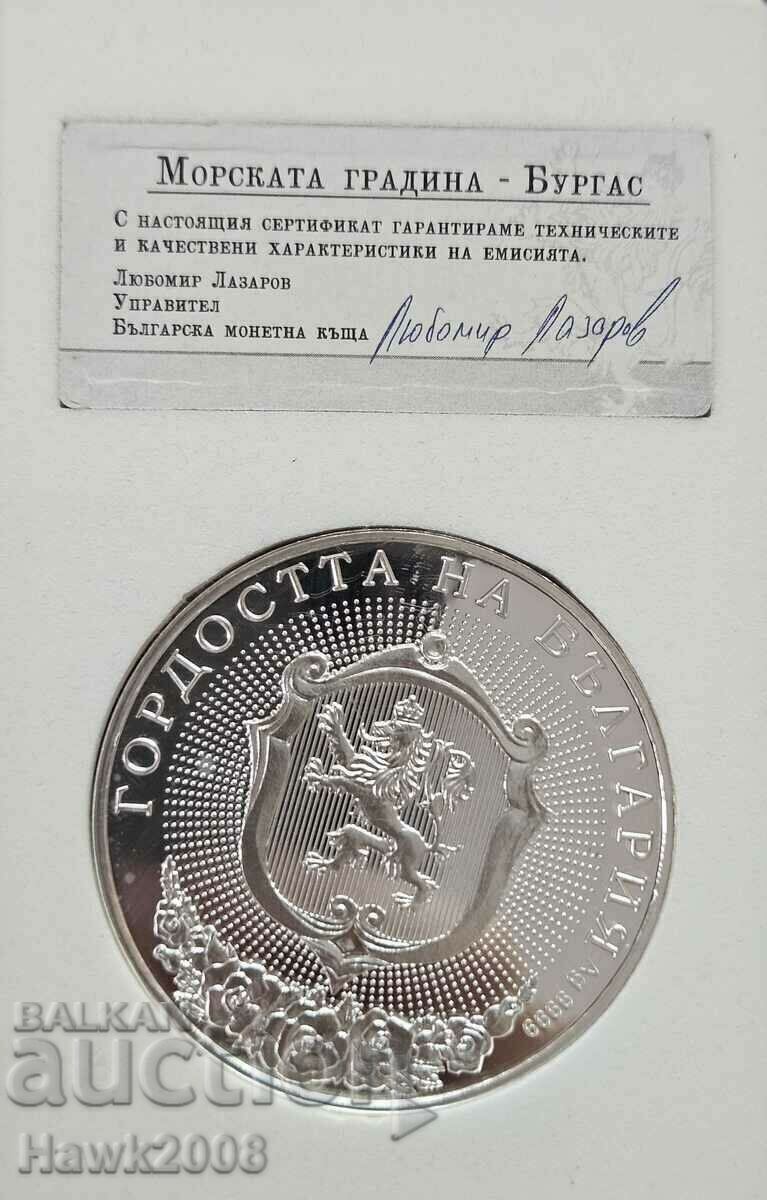 Морската градина - Бургас
С настоящия сертификат гарантираме техническите
и качествени характеристики на емисията.
Любомир Лазаров
Управител
Българска монетна къща Любомир Лазаров
ГОРДОСТТА НА БЪЛГАРИЯ
Ag 9999
BALKAN
auction
Hawk2008